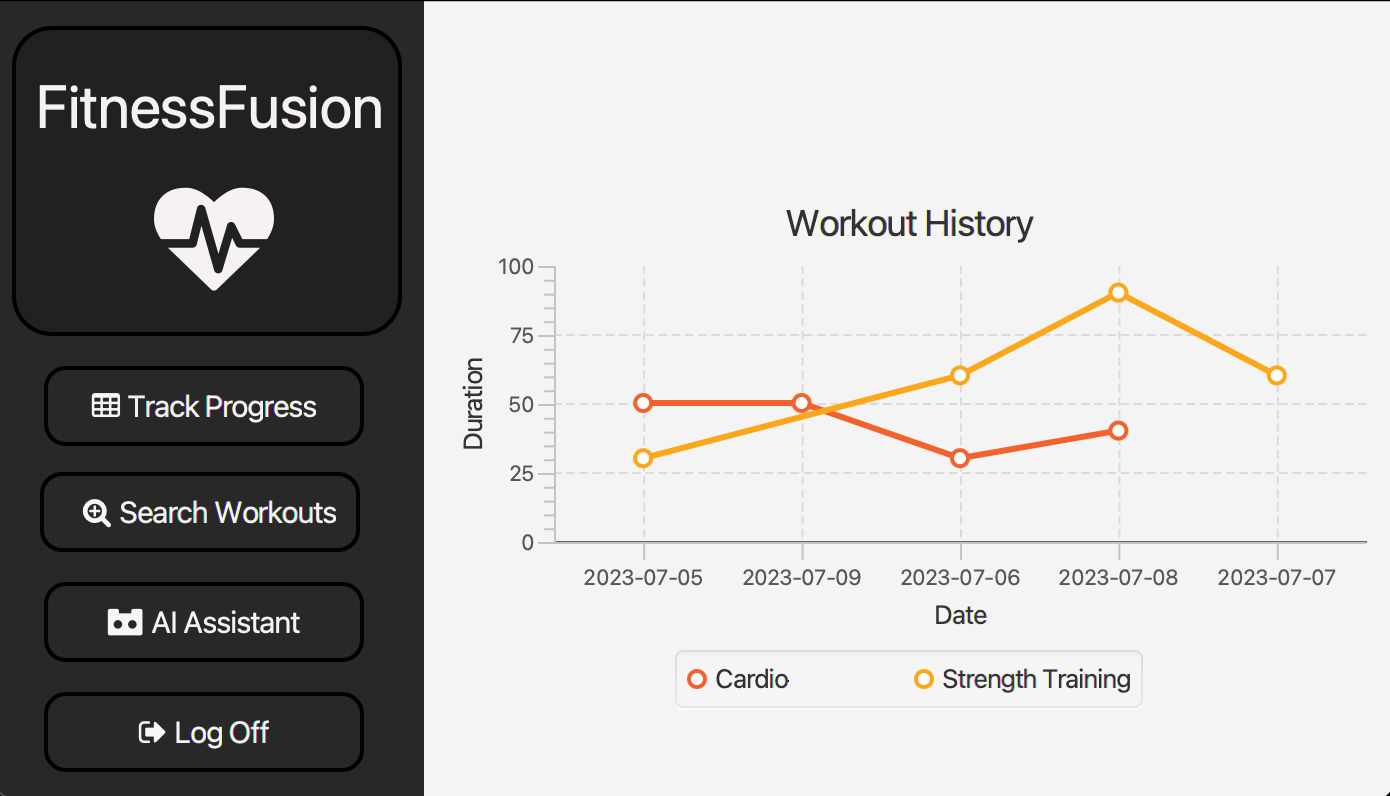 FitnessFusion
Track Progress
Search Workouts
AI Assistant
Log Off
Workout History
100
75
50
25
0
Duration
2023-07-05 2023-07-09 2023-07-06 2023-07-08 2023-07-07
Date
Cardio Strength Training